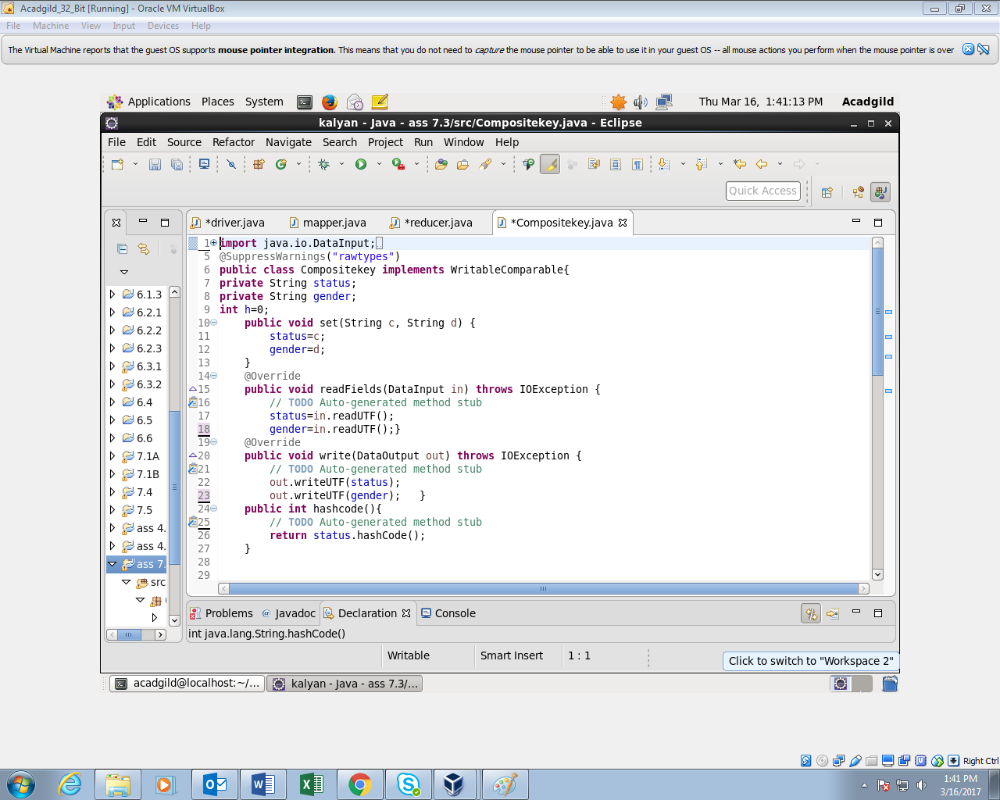 Acadgild_32_Bit [Running] - Oracle VM VirtualBox
File Machine View Input Devices Help
The Virtual Machine reports that the guest OS supports mouse pointer integration. This means that you do not need to capture the mouse pointer to be able to use it in your guest OS -- all mouse actions you perform when the mouse pointer is over
Applications Places System Thu Mar 16, 1:41:13 PM Acadgild
kalyan - Java - ass 7.3/src/Compositekey.java - Eclipse
File Edit Source Refactor Navigate Search Project Run Window Help
Quick Access
*driver.java mapper.java *reducer.java *Compositekey.java
1 import java.io.DataInput;
5 @SuppressWarnings("rawtypes")
6 public class Compositekey implements WritableComparable{
7 private String status;
8 private String gender;
9 int h=0;
10 public void set(String c, String d) {
11 status=c;
12 gender=d;
13 }
14 @Override
15 public void readFields(DataInput in) throws IOException {
16 // TODO Auto-generated method stub
17 status=in.readUTF();
18 gender=in.readUTF();}
19 @Override
20 public void write(DataOutput out) throws IOException {
21 // TODO Auto-generated method stub
22 out.writeUTF(status);
23 out.writeUTF(gender); }
24 public int hashcode(){
25 // TODO Auto-generated method stub
26 return status.hashCode();
27 }
28
29
6.1.3
6.2.1
6.2.2
6.2.3
6.3.1
6.3.2
6.4
6.5
6.6
7.1A
7.1B
7.4
7.5
ass 4.
ass 4.
ass 7.
src
Problems Javadoc Declaration Console
int java.lang.String.hashCode()
Writable Smart Insert 1 : 1
Click to switch to "Workspace 2"
acadgild@localhost:~/... kalyan - Java - ass 7.3/...
Right Ctrl
1:41 PM
3/16/2017